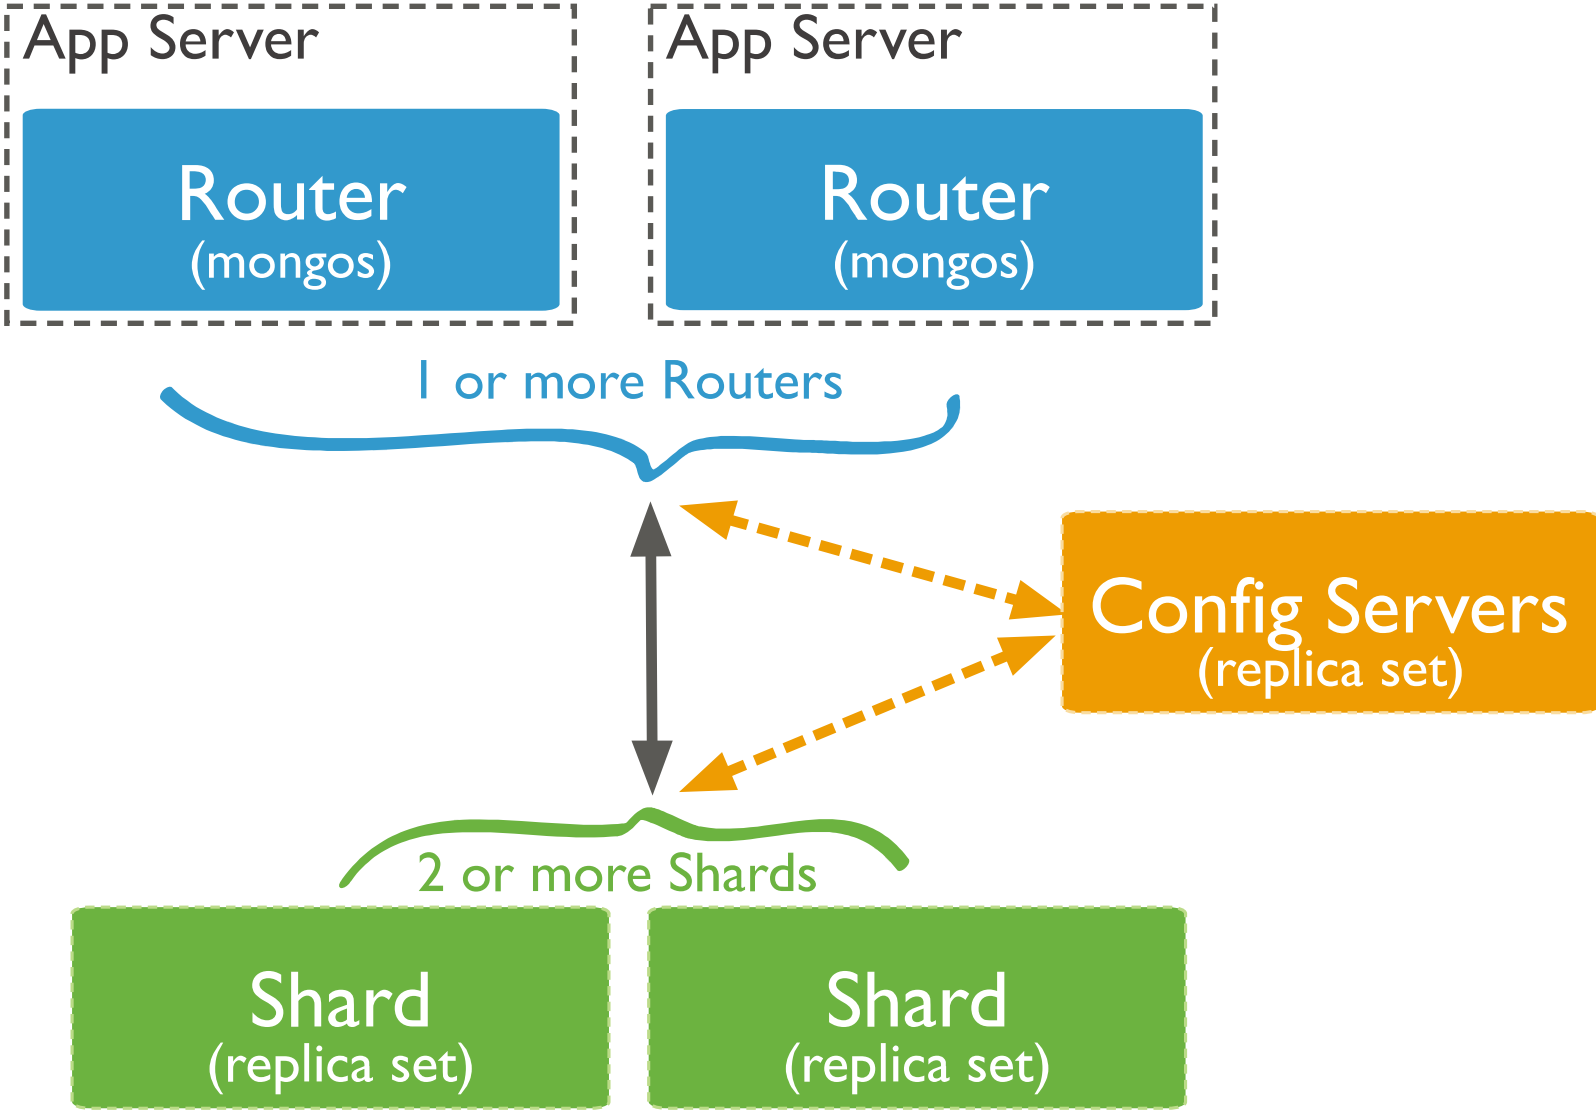 App Server
App Server
Router
(mongos)
Router
(mongos)
1 or more Routers
Config Servers
(replica set)
2 or more Shards
Shard
(replica set)
Shard
(replica set)